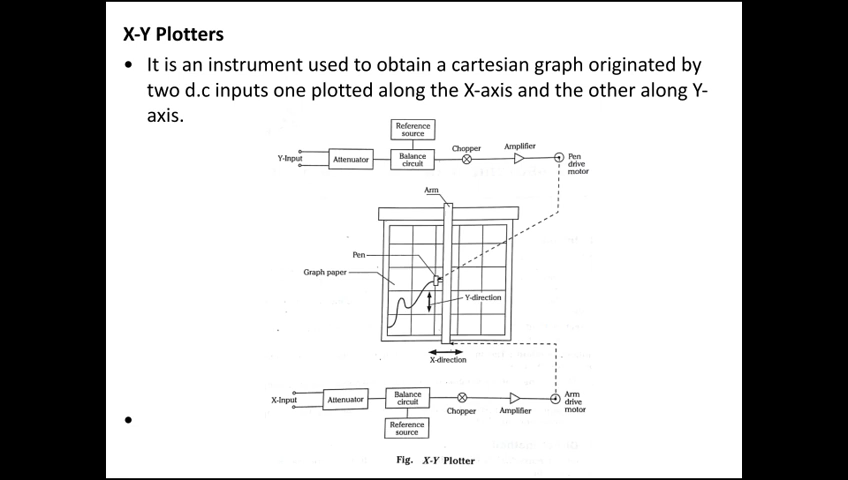 X-Y Plotters
• It is an instrument used to obtain a cartesian graph originated by
two d.c inputs one plotted along the X-axis and the other along Y-
axis.
Reference
source
Y-Input
Attenuator
Balance
circuit
Chopper
Amplifier
Pen
drive
motor
Arm
Pen
Graph paper
Y-direction
X-direction
X-Input
Attenuator
Balance
circuit
Chopper
Amplifier
Arm
drive
motor
Reference
source
•
Fig. X-Y Plotter